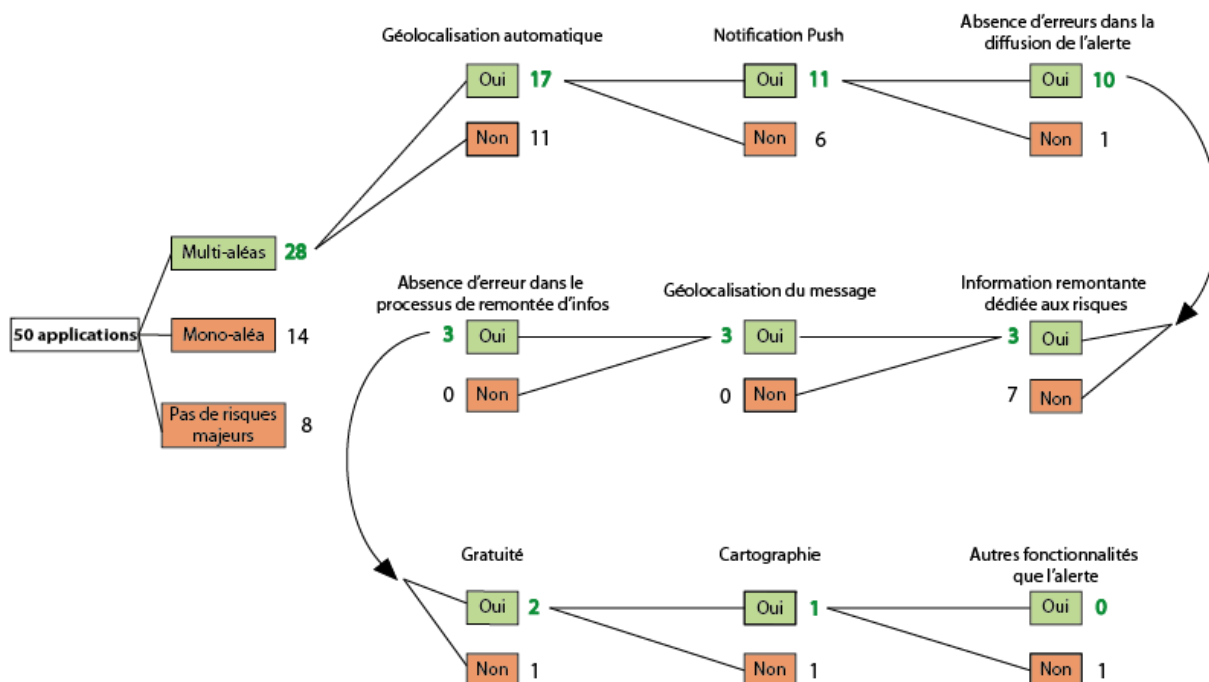 Géolocalisation automatique
Notification Push
Absence d'erreurs dans la
diffusion de l'alerte
Oui 17
Oui 11
Oui 10
Non 11
Non 6
Non 1
Multi-aléas 28
50 applications
Mono-aléa 14
Pas de risques
majeurs
8
Absence d'erreur dans le
processus de remontée d'infos
Géolocalisation du message
Information remontante
dédiée aux risques
3 Oui
3 Oui
3 Oui
0 Non
0 Non
7 Non
Gratuité
Cartographie
Autres fonctionnalités
que l'alerte
Oui 2
Oui 1
Oui 0
Non 1
Non 1
Non 1